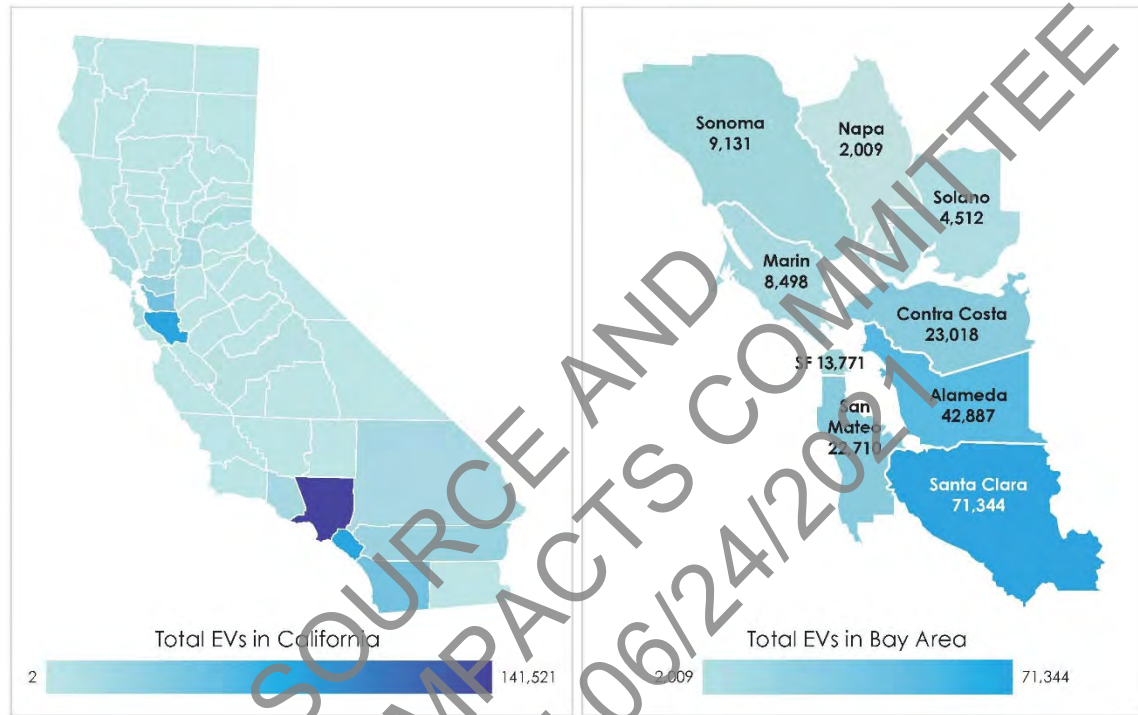 Total EVs in California
2
141,521
Sonoma
9,131
Napa
2,009
Solano
4,512
Marin
8,498
Contra Costa
23,018
SF 13,771
Alameda
42,887
San
Mateo
22,710
Santa Clara
71,344
Total EVs in Bay Area
2,009
71,344
SOURCE AND
MPACTS COMMITTEE
06/24/2021